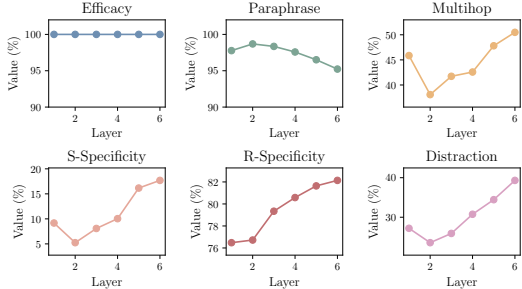 Efficacy
Value (%)
100
95
90
2
4
6
Layer
Paraphrase
Value (%)
100
95
90
2
4
6
Layer
Multihop
Value (%)
50
45
40
2
4
6
Layer
S-Specificity
Value (%)
20
15
10
5
2
4
6
Layer
R-Specificity
Value (%)
82
80
78
76
2
4
6
Layer
Distraction
Value (%)
40
30
2
4
6
Layer